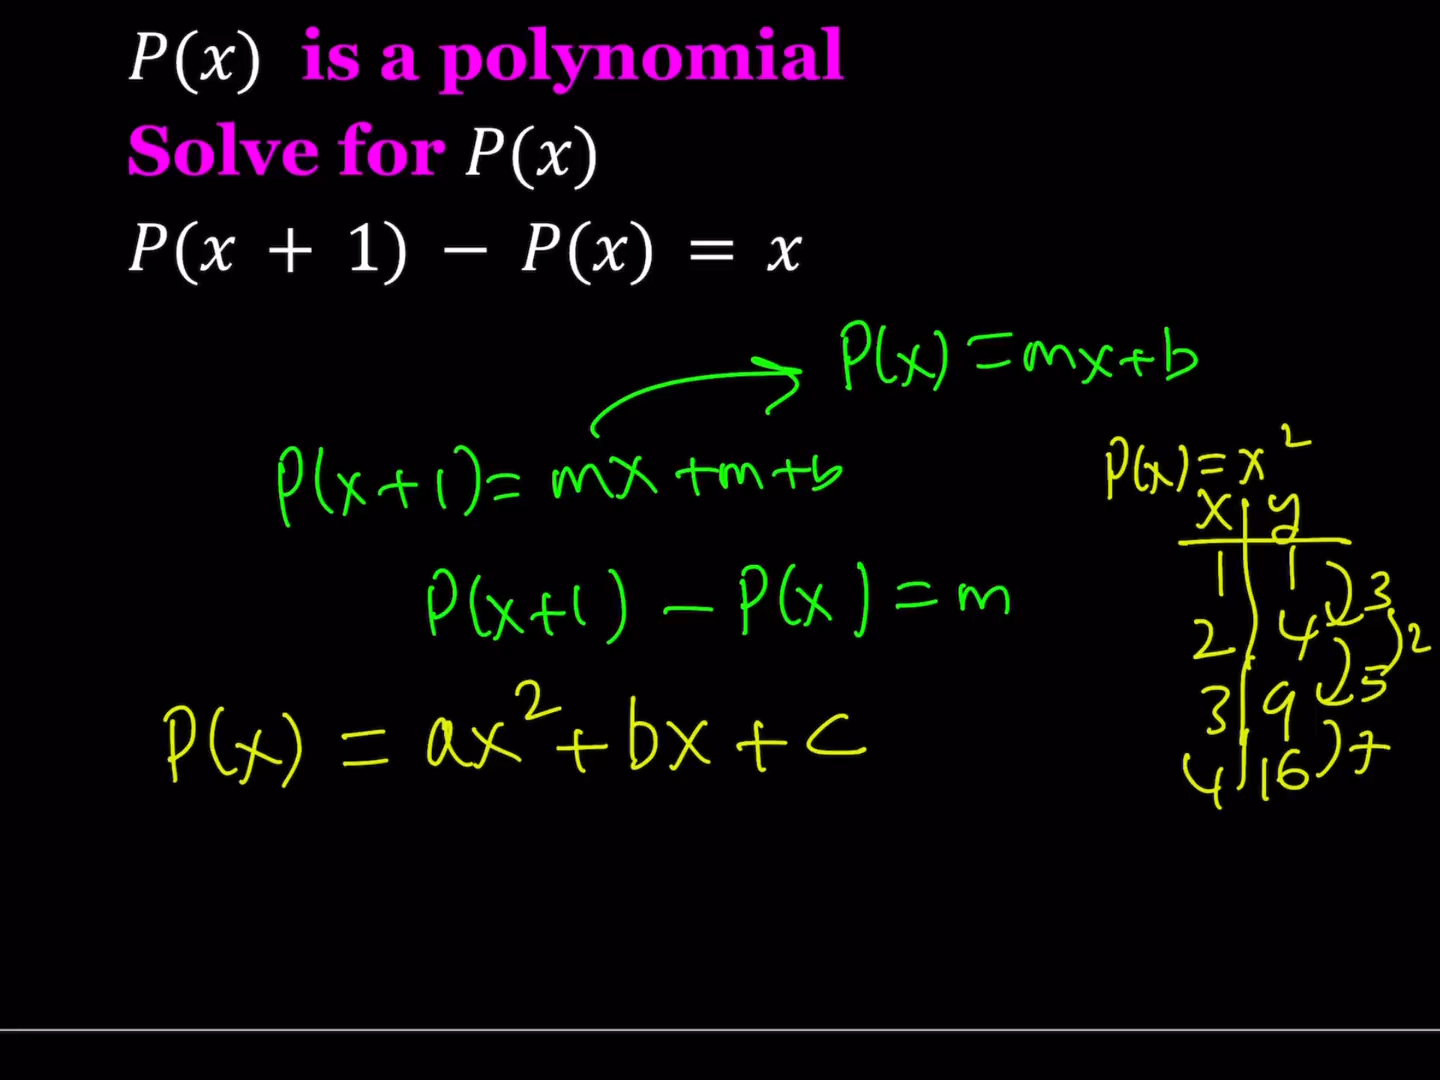 P(x) is a polynomial
Solve for P(x)
P(x + 1) − P(x) = x
P(x) = mx+b
P(x+1) = mx +m+b
P(x+1) − P(x) = m
P(x) = ax² + bx + c
P(x) = x²
x y
1 1
3
2 4
2
5
3 9
7
4 16